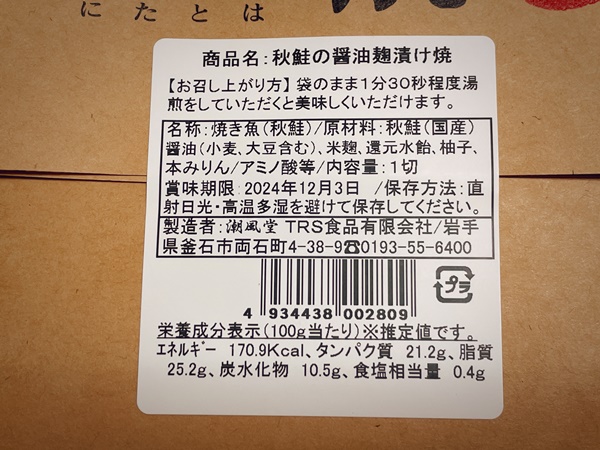 にたとは
商品名:秋鮭の醤油麹漬け焼
【お召し上がり方】袋のまま1分30秒程度湯
煎をしていただくと美味しくいただけます。
名称:焼き魚(秋鮭)/原材料:秋鮭(国産)
醤油(小麦、大豆含む)、米麹、還元水飴、柚子、
本みりん/アミノ酸等/内容量:1切
賞味期限 2024年12月3日 /保存方法:直
射日光・高温多湿を避けて保存してください。
製造者:潮風堂 TRS食品有限会社/岩手
県釜石市両石町4-38-9☎0193-55-6400
プラ
4 934438 002809
栄養成分表示(100g当たり)※推定値です。
エネルギー 170.9Kcal、タンパク質 21.2g、脂質
25.2g、炭水化物 10.5g、食塩相当量 0.4g